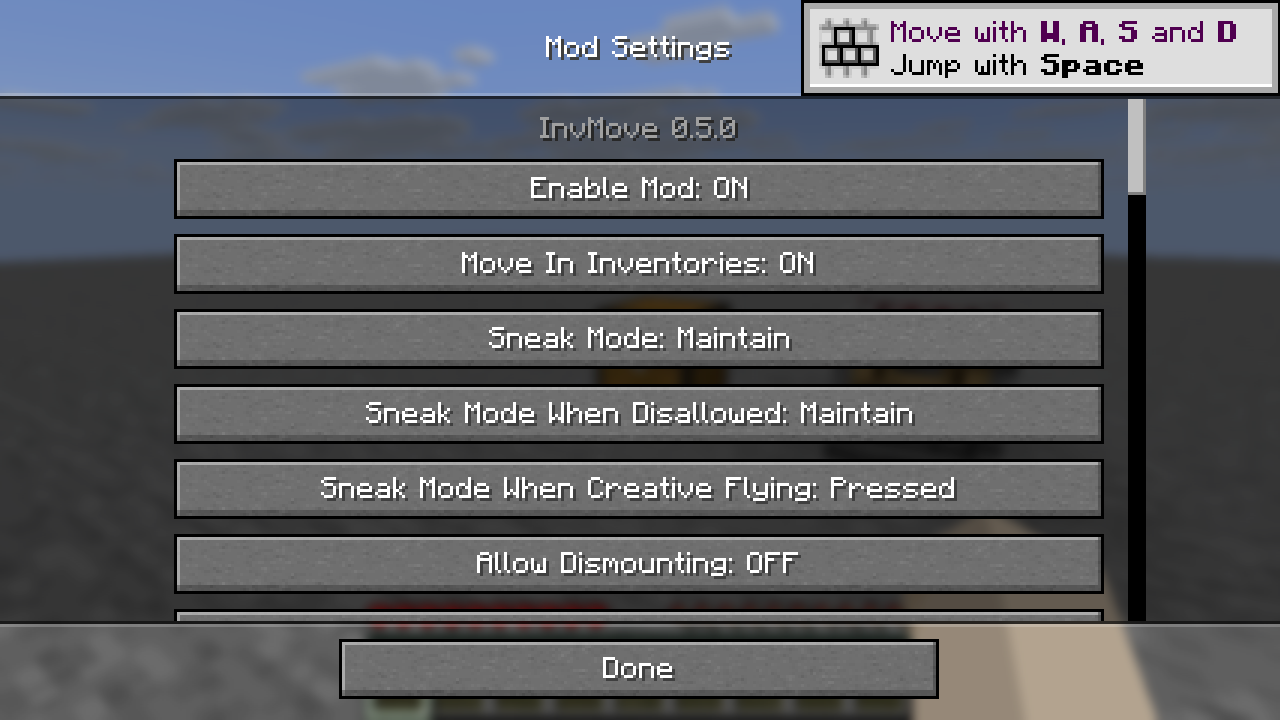 Mod Settings
Move with W, A, S and D
Jump with Space
InvMove 0.5.0
Enable Mod: ON
Move In Inventories: ON
Sneak Mode: Maintain
Sneak Mode When Disallowed: Maintain
Sneak Mode When Creative Flying: Pressed
Allow Dismounting: OFF
Done